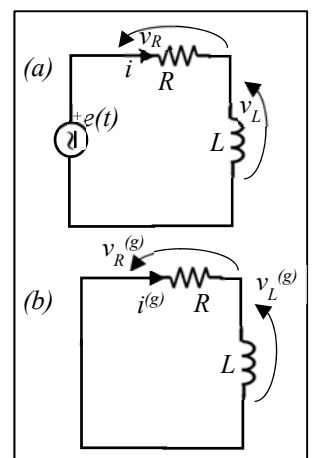 (a)
v_R
i
R
+
e(t)
v_L
L
(b)
v_R^(g)
i^(g)
R
v_L^(g)
L